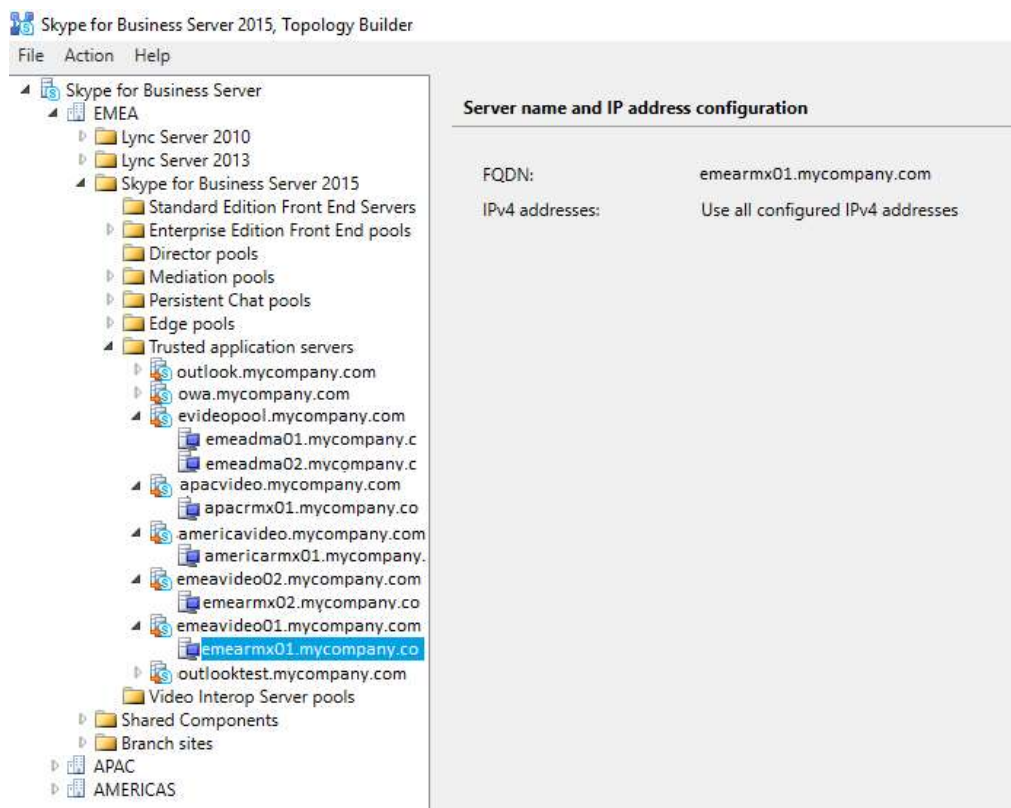 Skype for Business Server 2015, Topology Builder
File Action Help
Skype for Business Server
EMEA
Lync Server 2010
Lync Server 2013
Skype for Business Server 2015
Standard Edition Front End Servers
Enterprise Edition Front End pools
Director pools
Mediation pools
Persistent Chat pools
Edge pools
Trusted application servers
outlook.mycompany.com
owa.mycompany.com
evideopool.mycompany.com
emeadma01.mycompany.c
emeadma02.mycompany.c
apacvideo.mycompany.com
apacrmx01.mycompany.co
americavideo.mycompany.com
americarmx01.mycompany.
emeavideo02.mycompany.com
emearmx02.mycompany.co
emeavideo01.mycompany.com
emearmx01.mycompany.co
outlooktest.mycompany.com
Video Interop Server pools
Shared Components
Branch sites
APAC
AMERICAS
Server name and IP address configuration
FQDN: emearmx01.mycompany.com
IPv4 addresses: Use all configured IPv4 addresses